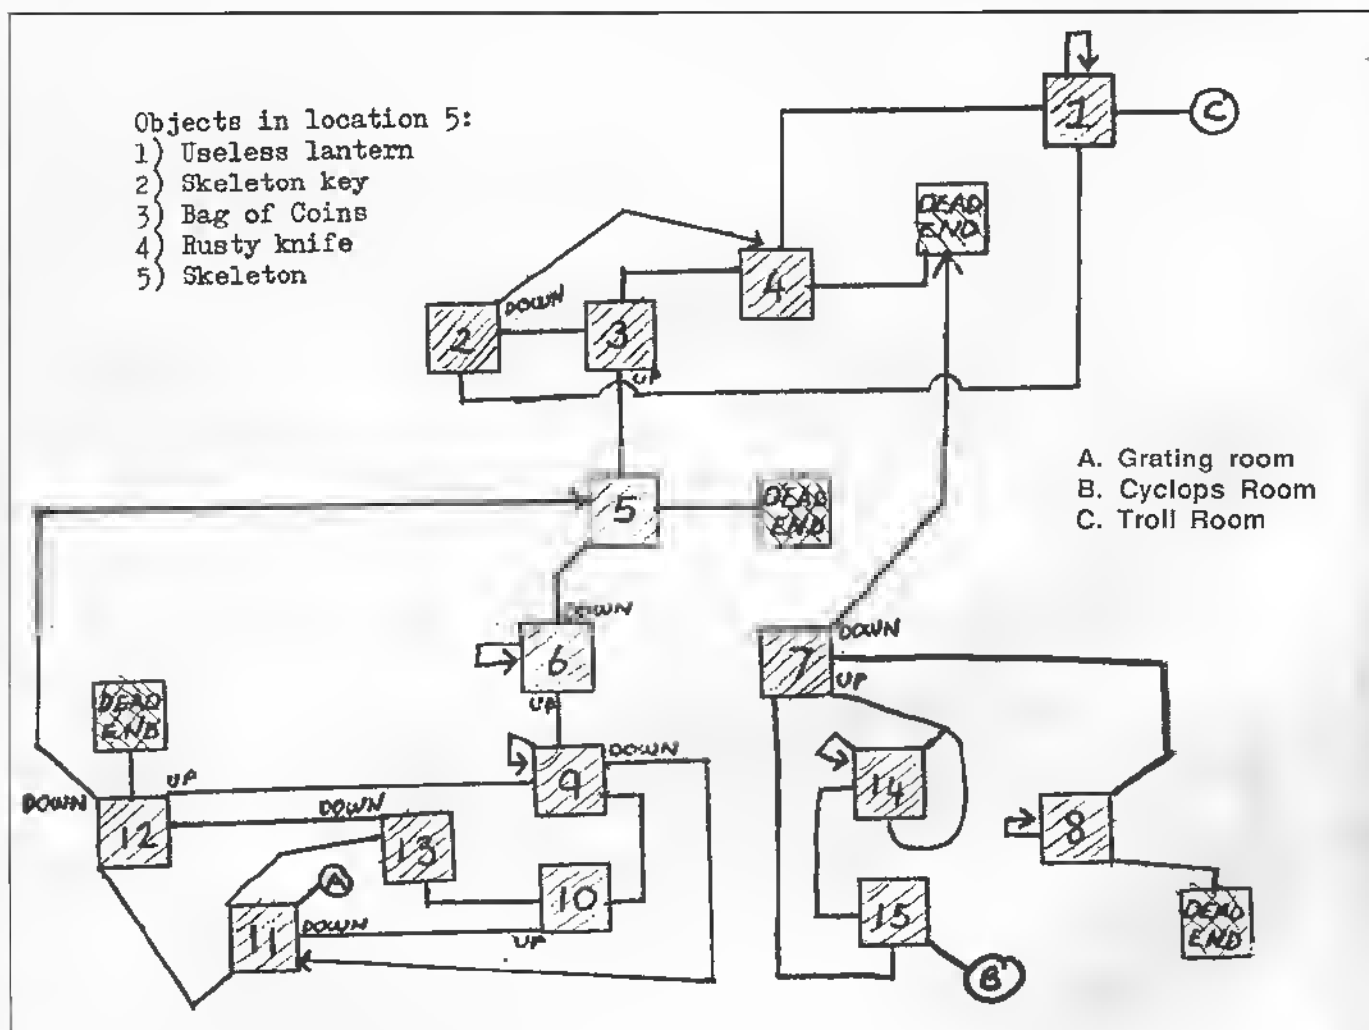 Objects in location 5:
1) Useless lantern
2) Skeleton key
3) Bag of Coins
4) Rusty knife
5) Skeleton
1
C
DEAD
END
4
DOWN
2
3
UP
A. Grating room
B. Cyclops Room
C. Troll Room
5
DEAD
END
DOWN
6
UP
7
DOWN
UP
DEAD
END
DOWN
9
UP
DOWN
DOWN
12
13
14
8
A
10
15
DEAD
END
11
DOWN
UP
B